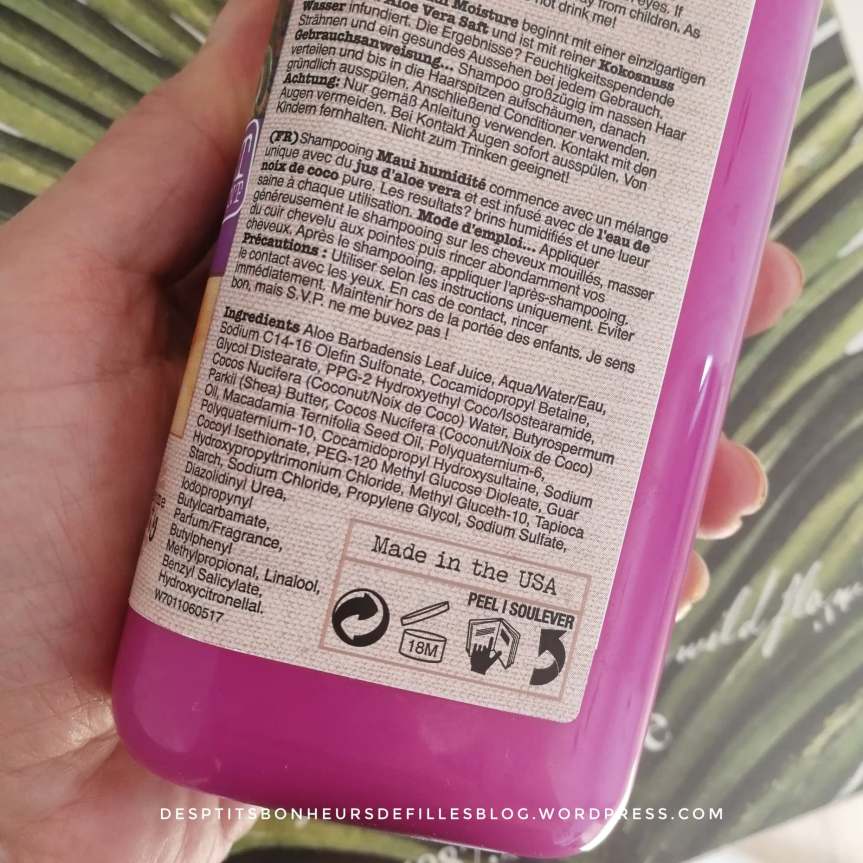 eyes. If
from children. As
not drink me!
Moisture beginnt mit einer einzigartigen
Wasser infundiert. Aloe Vera Saft und ist mit reiner Kokosnuss
Strähnen und ein gesundes Aussehen bei jedem Gebrauch.
Die Ergebnisse? Feuchtigkeitsspendende
Gebrauchsanweisung... Shampoo großzügig im nassen Haar
verteilen und bis in die Haarspitzen aufschäumen, danach
gründlich ausspülen. Anschließend Conditioner verwenden.
Achtung: Nur gemäß Anleitung verwenden. Kontakt mit den
Augen vermeiden. Bei Kontakt Augen sofort ausspülen. Von
Kindern fernhalten. Nicht zum Trinken geeignet!
(FR) Shampooing Maui humidité commence avec un mélange
unique avec du jus d'aloe vera et est infusé avec de l'eau de
noix de coco pure. Les resultats? brins humidifiés et une lueur
saine à chaque utilisation. Mode d'emploi... Appliquer
généreusement le shampooing sur les cheveux mouillés, masser
du cuir chevelu aux pointes puis rincer abondamment vos
cheveux. Après le shampooing, appliquer l'après-shampooing.
Précautions : Utiliser selon les instructions uniquement. Eviter
le contact avec les yeux. En cas de contact, rincer
immédiatement. Maintenir hors de la portée des enfants. Je sens
bon, mais S.V.P. ne me buvez pas !
Ingredients Aloe Barbadensis Leaf Juice, Aqua/Water/Eau,
Sodium C14-16 Olefin Sulfonate, Cocamidopropyl Betaine,
Glycol Distearate, PPG-2 Hydroxyethyl Coco/Isostearamide,
Cocos Nucifera (Coconut/Noix de Coco) Water, Butyrospermum
Parkii (Shea) Butter, Cocos Nucifera (Coconut/Noix de Coco)
Oil, Macadamia Ternifolia Seed Oil, Polyquaternium-6,
Polyquaternium-10, Cocamidopropyl Hydroxysultaine, Sodium
Cocoyl Isethionate, PEG-120 Methyl Glucose Dioleate, Guar
Hydroxypropyltrimonium Chloride, Methyl Gluceth-10, Tapioca
Starch, Sodium Chloride, Propylene Glycol, Sodium Sulfate,
Diazolidinyl Urea,
Iodopropynyl
Butylcarbamate,
Parfum/Fragrance,
Butylphenyl
Methylpropional, Linalool,
Benzyl Salicylate,
Hydroxycitronellal.
W7011060517
Made in the USA
PEEL | SOULEVER
18M
wild
DESPTITSBONHEURSDEFILLESBLOG.WORDPRESS.COM